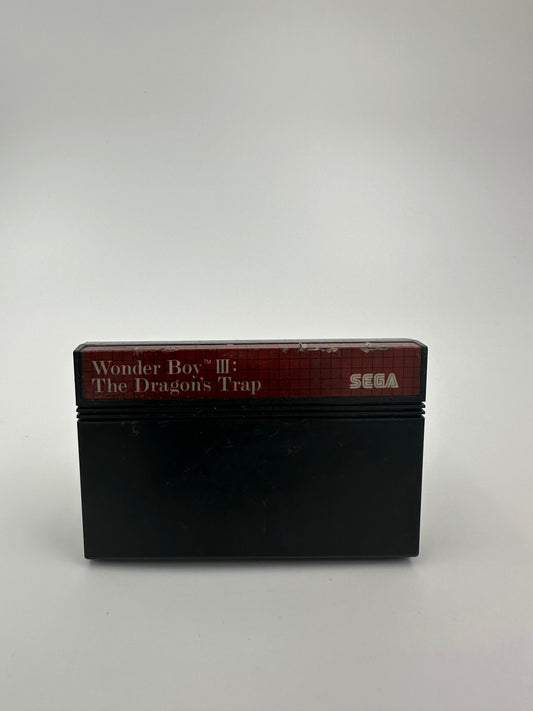 Wonder Boy™ III:
The Dragon's Trap
SEGA